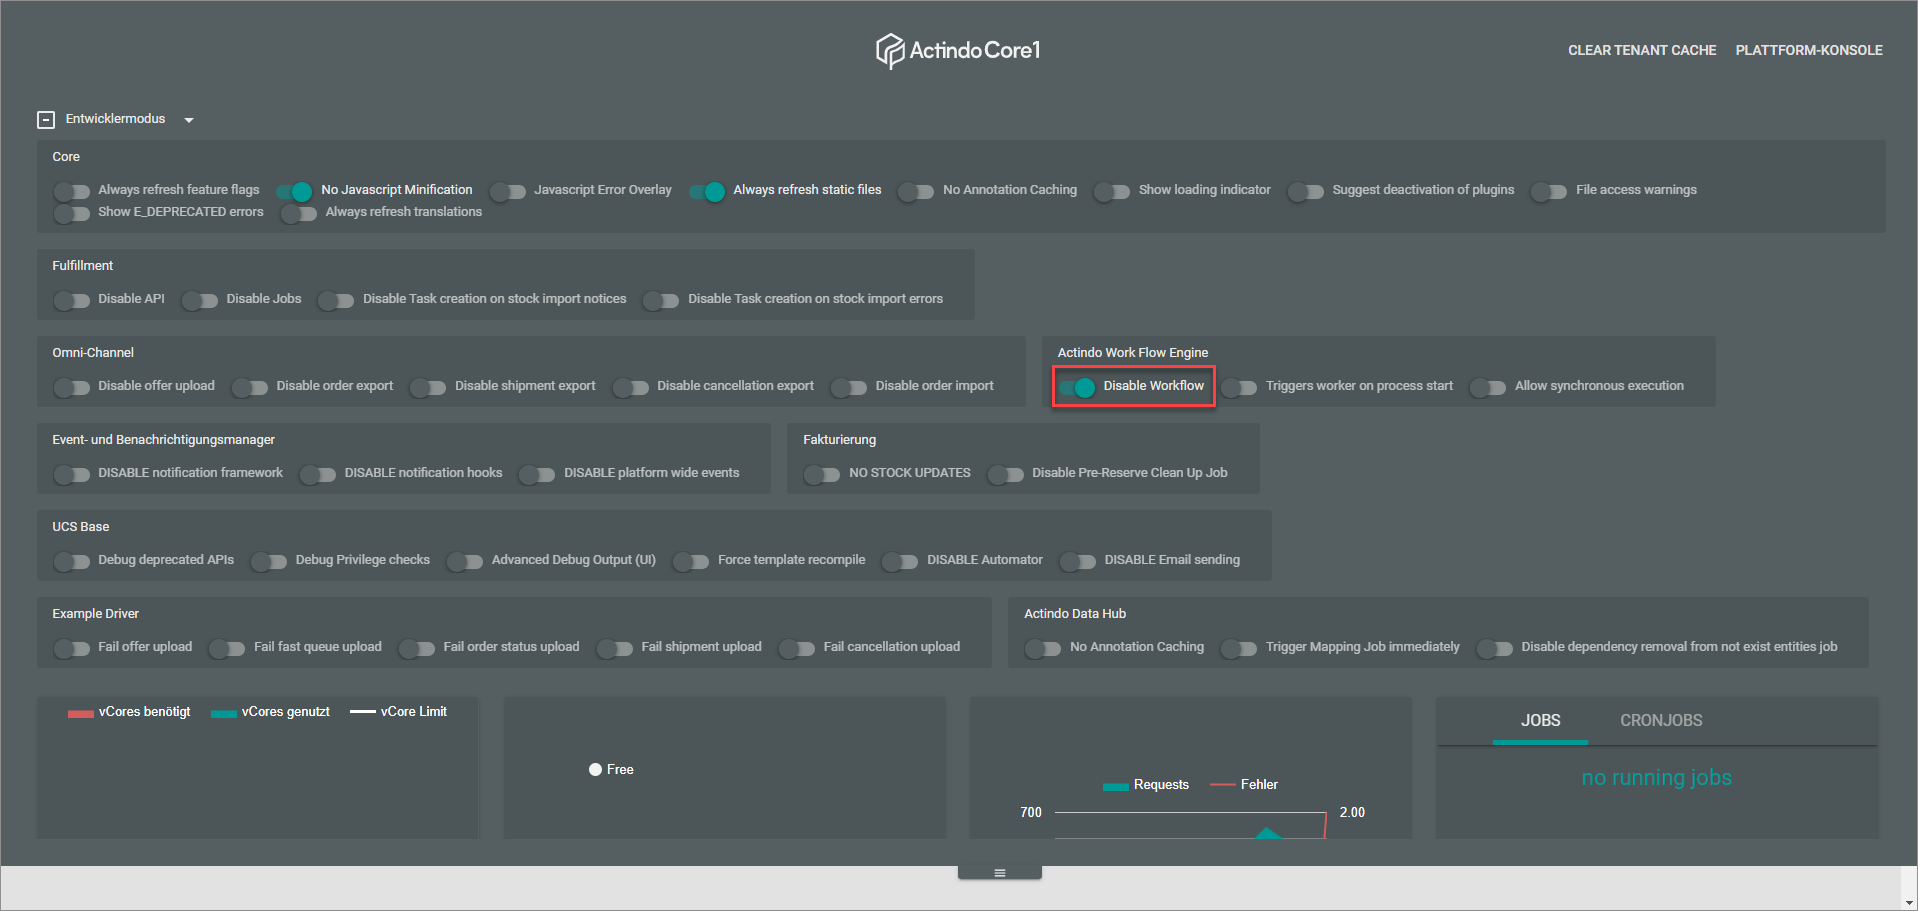 Actindo Core1
CLEAR TENANT CACHE PLATTFORM-KONSOLE
Entwicklermodus
Core
Always refresh feature flags No Javascript Minification Javascript Error Overlay Always refresh static files No Annotation Caching Show loading indicator Suggest deactivation of plugins File access warnings
Show E_DEPRECATED errors Always refresh translations
Fulfillment
Disable API Disable Jobs Disable Task creation on stock import notices Disable Task creation on stock import errors
Omni-Channel
Disable offer upload Disable order export Disable shipment export Disable cancellation export Disable order import
Actindo Work Flow Engine
Disable Workflow Triggers worker on process start Allow synchronous execution
Event- und Benachrichtigungsmanager
DISABLE notification framework DISABLE notification hooks DISABLE platform wide events
Fakturierung
NO STOCK UPDATES Disable Pre-Reserve Clean Up Job
UCS Base
Debug deprecated APIs Debug Privilege checks Advanced Debug Output (UI) Force template recompile DISABLE Automator DISABLE Email sending
Example Driver
Fail offer upload Fail fast queue upload Fail order status upload Fail shipment upload Fail cancellation upload
Actindo Data Hub
No Annotation Caching Trigger Mapping Job immediately Disable dependency removal from not exist entities job
vCores benötigt vCores genutzt vCore Limit
Free
Requests Fehler
700 2.00
JOBS CRONJOBS
no running jobs